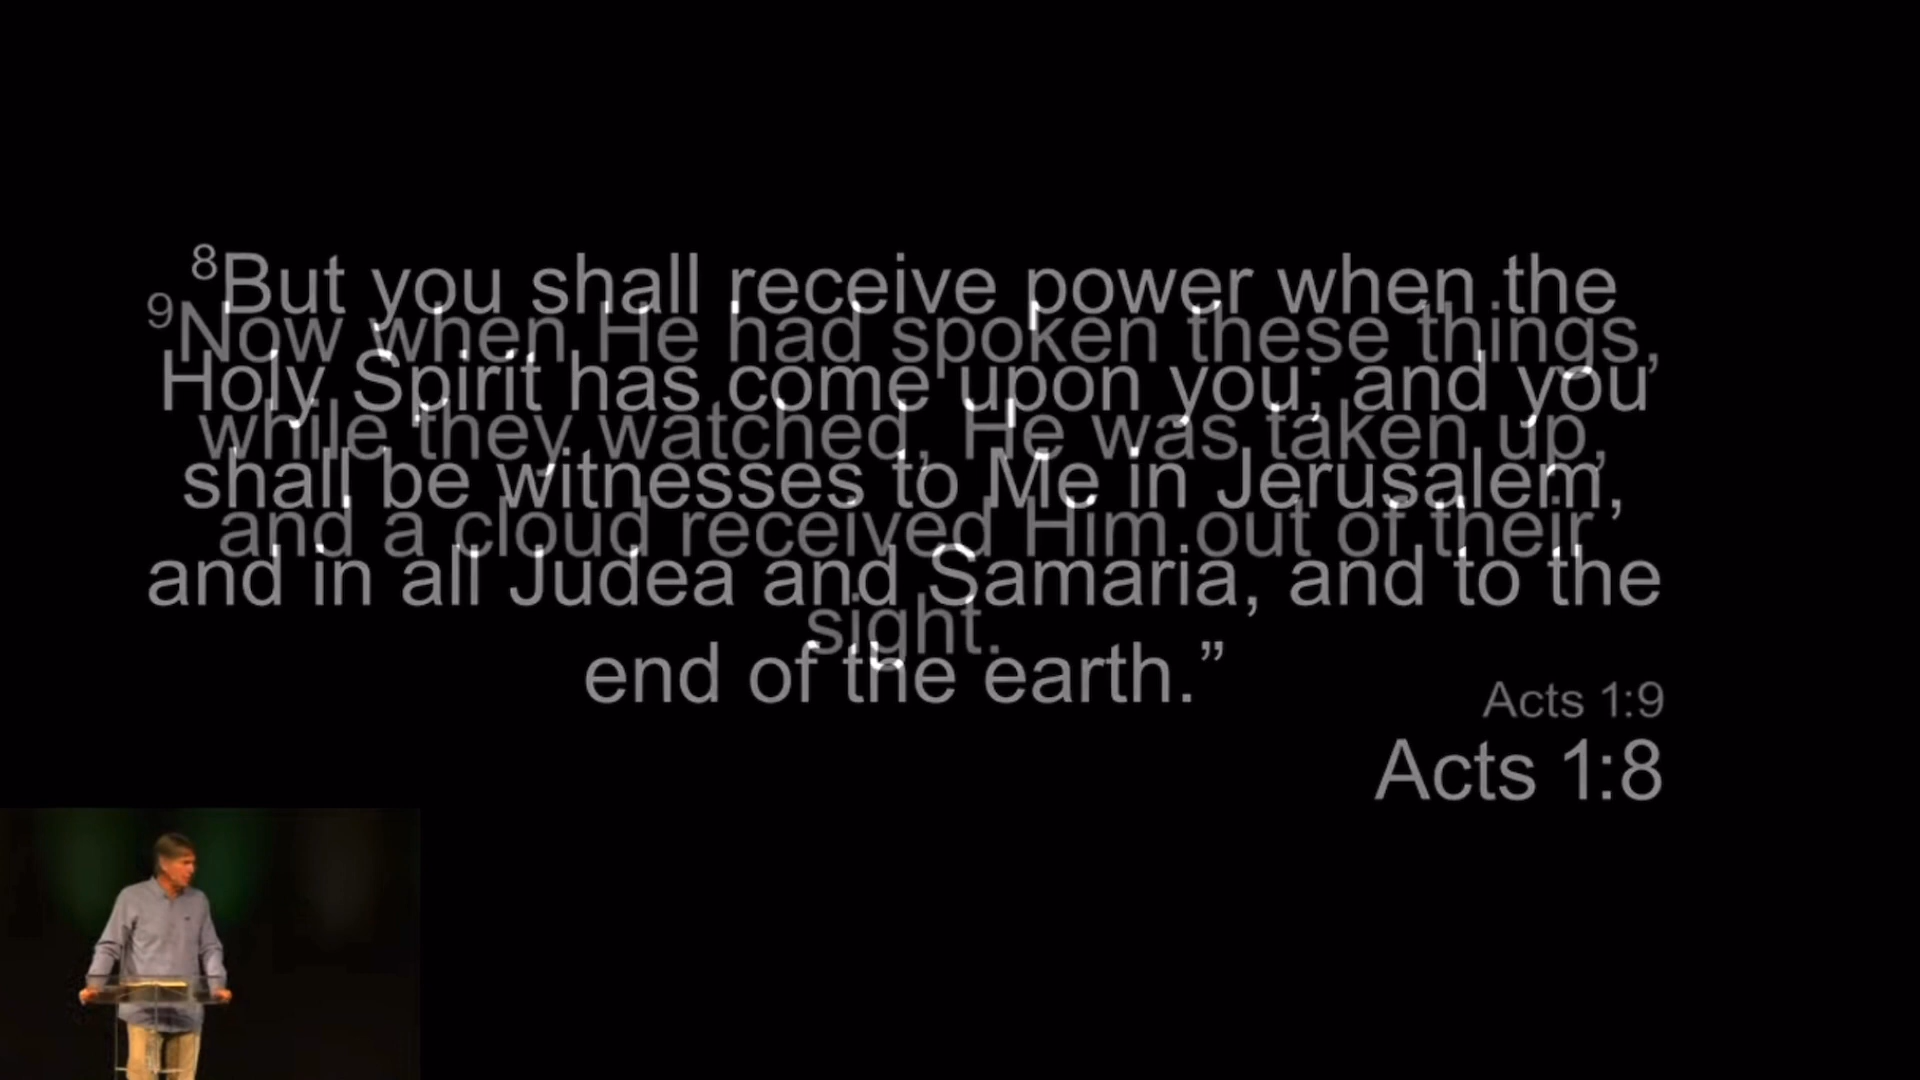 8But you shall receive power when the
Holy Spirit has come upon you; and you
shall be witnesses to Me in Jerusalem,
and in all Judea and Samaria, and to the
end of the earth.”
Acts 1:8
9Now when He had spoken these things,
while they watched, He was taken up,
and a cloud received Him out of their
sight.
Acts 1:9